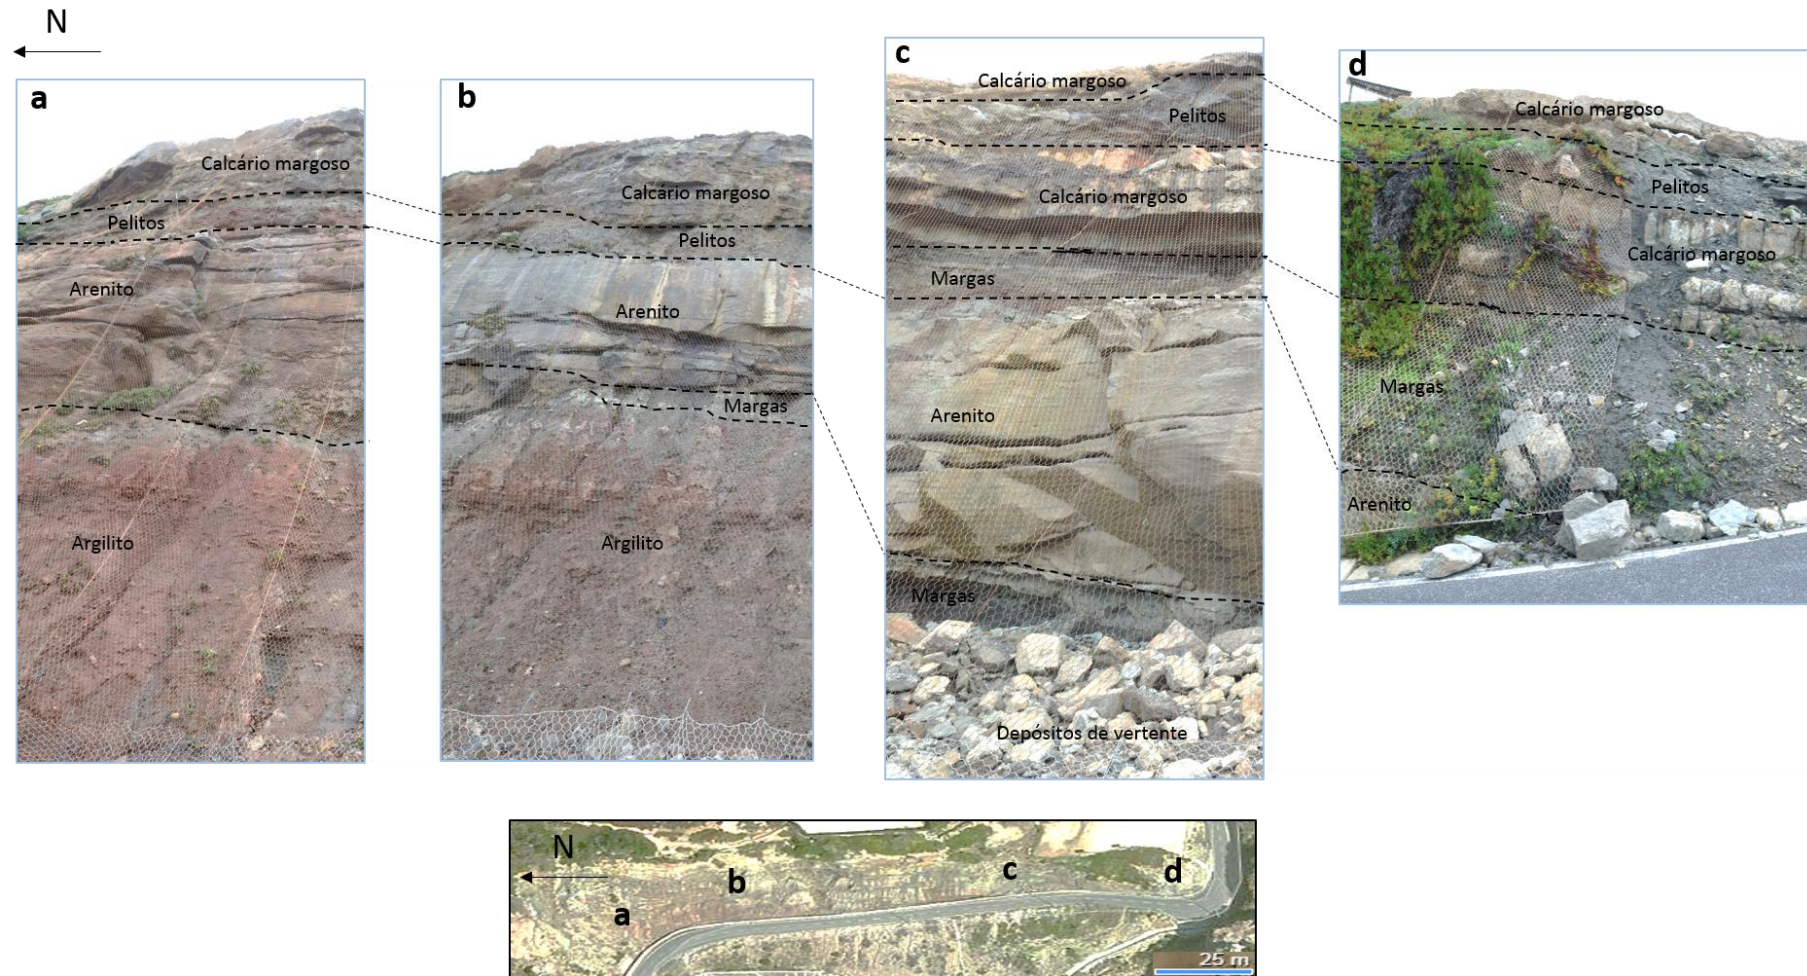 N
a
Calcário margoso
Pelitos
Arenito
Argilito
b
Calcário margoso
Pelitos
Arenito
Margas
Argilito
c
Calcário margoso
Pelitos
Calcário margoso
Margas
Arenito
Margas
Depósitos de vertente
d
Calcário margoso
Pelitos
Calcário margoso
Margas
Arenito
N
a
b
c
d
25 m